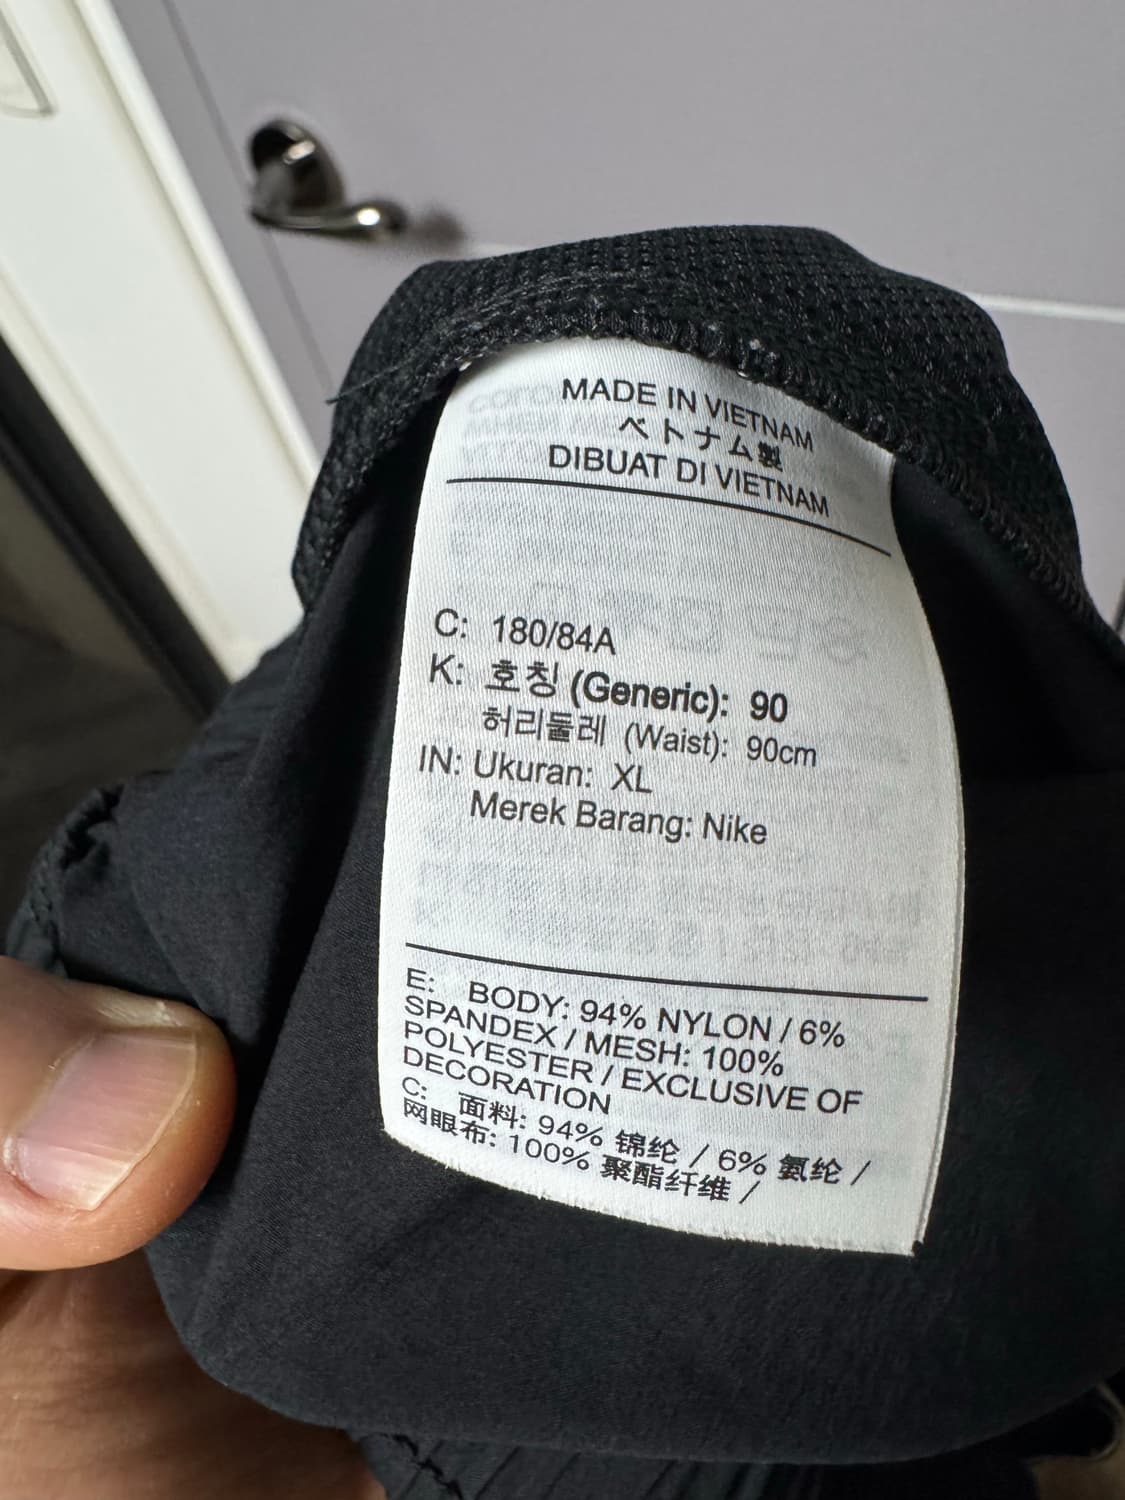 MADE IN VIETNAM
ベトナム製
DIBUAT DI VIETNAM
C: 180/84A
K: 호칭 (Generic): 90
허리둘레 (Waist): 90cm
IN: Ukuran: XL
Merek Barang: Nike
E: BODY: 94% NYLON / 6%
SPANDEX / MESH: 100%
POLYESTER / EXCLUSIVE OF
DECORATION
C: 面料: 94% 锦纶 / 6% 氨纶 /
网眼布: 100% 聚酯纤维 /